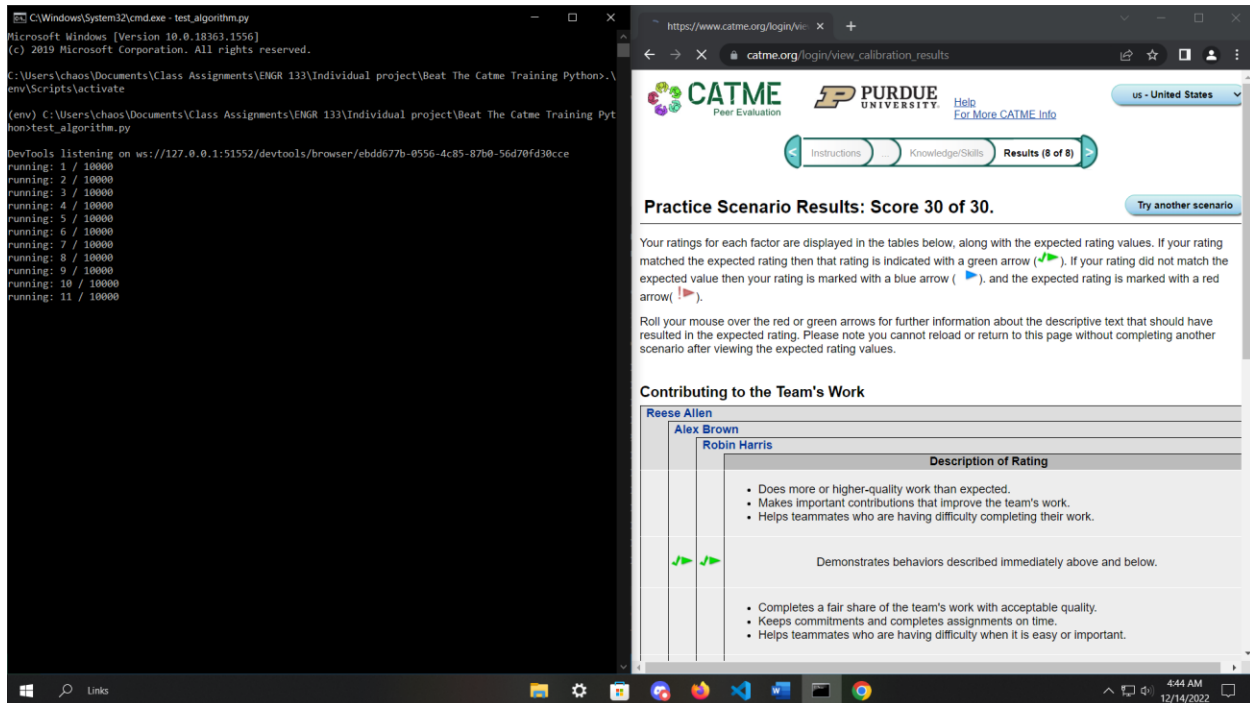 C:\Windows\System32\cmd.exe - test_algorithm.py
Microsoft Windows [Version 10.0.18363.1556]
(c) 2019 Microsoft Corporation. All rights reserved.
C:\Users\chaos\Documents\Class Assignments\ENGR 133\Individual project\Beat The Catme Training Python>.\
env\Scripts\activate
(env) C:\Users\chaos\Documents\Class Assignments\ENGR 133\Individual project\Beat The Catme Training Pyt
hon>test_algorithm.py
DevTools listening on ws://127.0.0.1:51552/devtools/browser/ebdd677b-0556-4c85-87b0-56d70fd30cce
running: 1 / 10000
running: 2 / 10000
running: 3 / 10000
running: 4 / 10000
running: 5 / 10000
running: 6 / 10000
running: 7 / 10000
running: 8 / 10000
running: 9 / 10000
running: 10 / 10000
running: 11 / 10000
https://www.catme.org/login/vie
catme.org/login/view_calibration_results
CATME
Peer Evaluation
PURDUE
UNIVERSITY.
Help
For More CATME Info
us - United States
Instructions
...
Knowledge/Skills
Results (8 of 8)
Practice Scenario Results: Score 30 of 30.
Try another scenario
Your ratings for each factor are displayed in the tables below, along with the expected rating values. If your rating
matched the expected rating then that rating is indicated with a green arrow ( ). If your rating did not match the
expected value then your rating is marked with a blue arrow ( ). and the expected rating is marked with a red
arrow( ! ).
Roll your mouse over the red or green arrows for further information about the descriptive text that should have
resulted in the expected rating. Please note you cannot reload or return to this page without completing another
scenario after viewing the expected rating values.
Contributing to the Team's Work
Reese Allen
Alex Brown
Robin Harris
Description of Rating
• Does more or higher-quality work than expected.
• Makes important contributions that improve the team's work.
• Helps teammates who are having difficulty completing their work.
Demonstrates behaviors described immediately above and below.
• Completes a fair share of the team's work with acceptable quality.
• Keeps commitments and completes assignments on time.
• Helps teammates who are having difficulty when it is easy or important.
Links
4:44 AM
12/14/2022